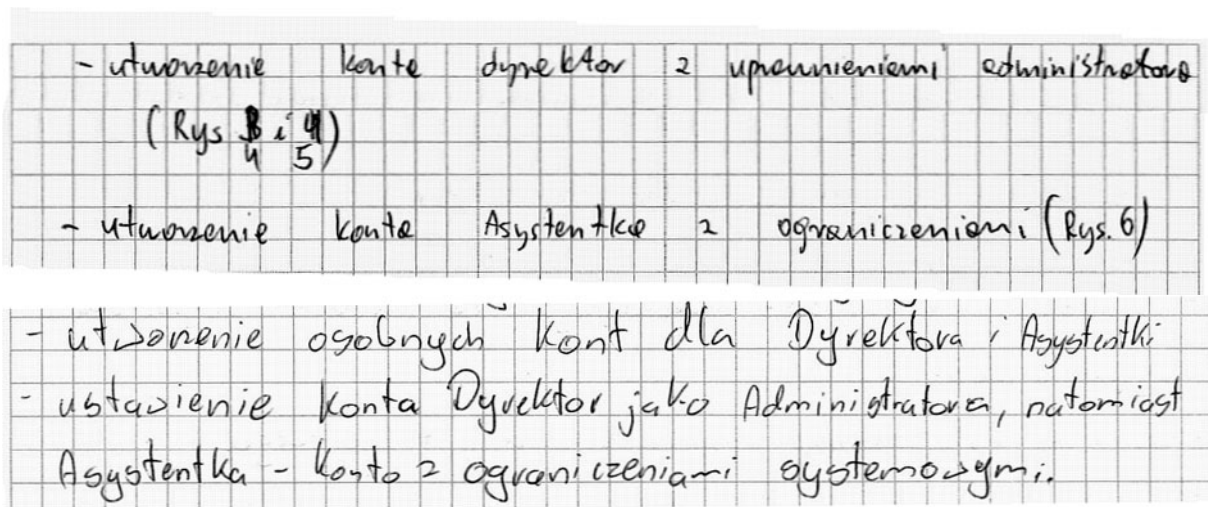 - utworzenie konta dyrektor z uprawnieniami administratora
(Rys 4 i 5)
- utworzenie konta Asystentka z ograniczeniami (Rys. 6)
- utworzenie osobnych kont dla Dyrektora i Asystentki
- ustawienie konta Dyrektor jako Administratora, natomiast
Asystentka - konto z ograniczeniami systemowymi.